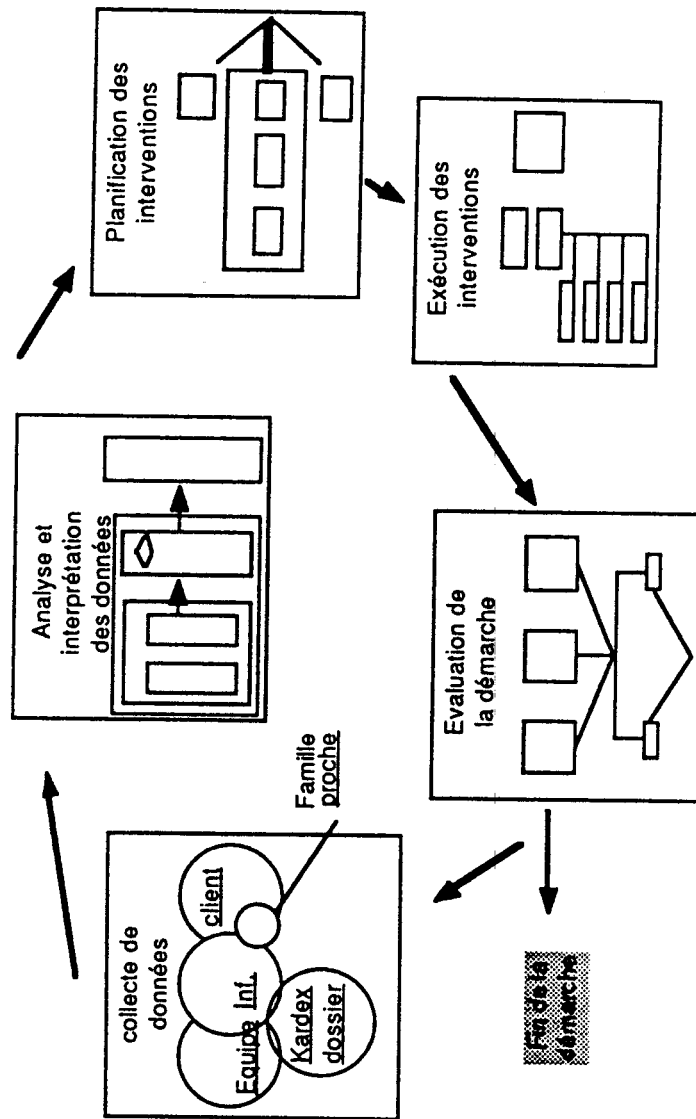 collecte de
données
client
Equipe Inf.
Kardex
dossier
Famille
proche
Analyse et
interprétation
des données
Planification des
interventions
Exécution des
interventions
Evaluation de
la démarche
Fin de la
démarche